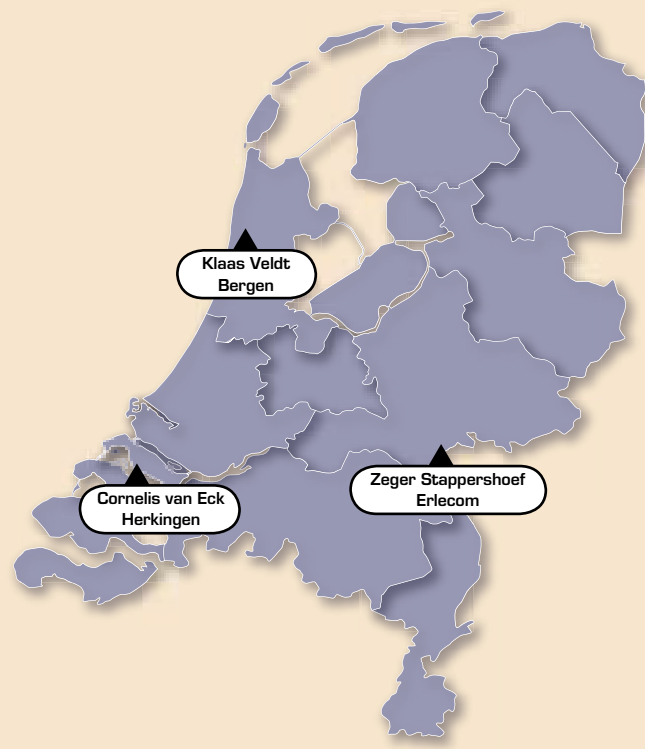 Klaas Veldt
Bergen
Zeger Stappershoef
Erlecom
Cornelis van Eck
Herkingen